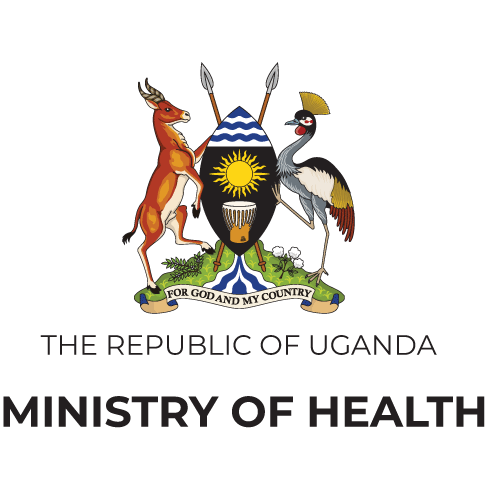 FOR GOD AND MY COUNTRY
THE REPUBLIC OF UGANDA
MINISTRY OF HEALTH